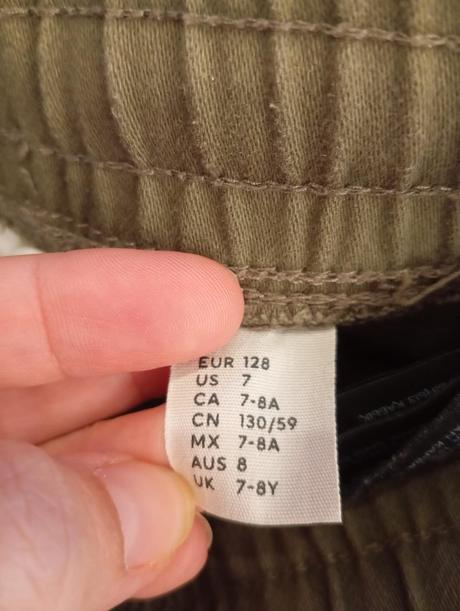 EUR 128
US 7
CA 7-8A
CN 130/59
MX 7-8A
AUS 8
UK 7-8Y